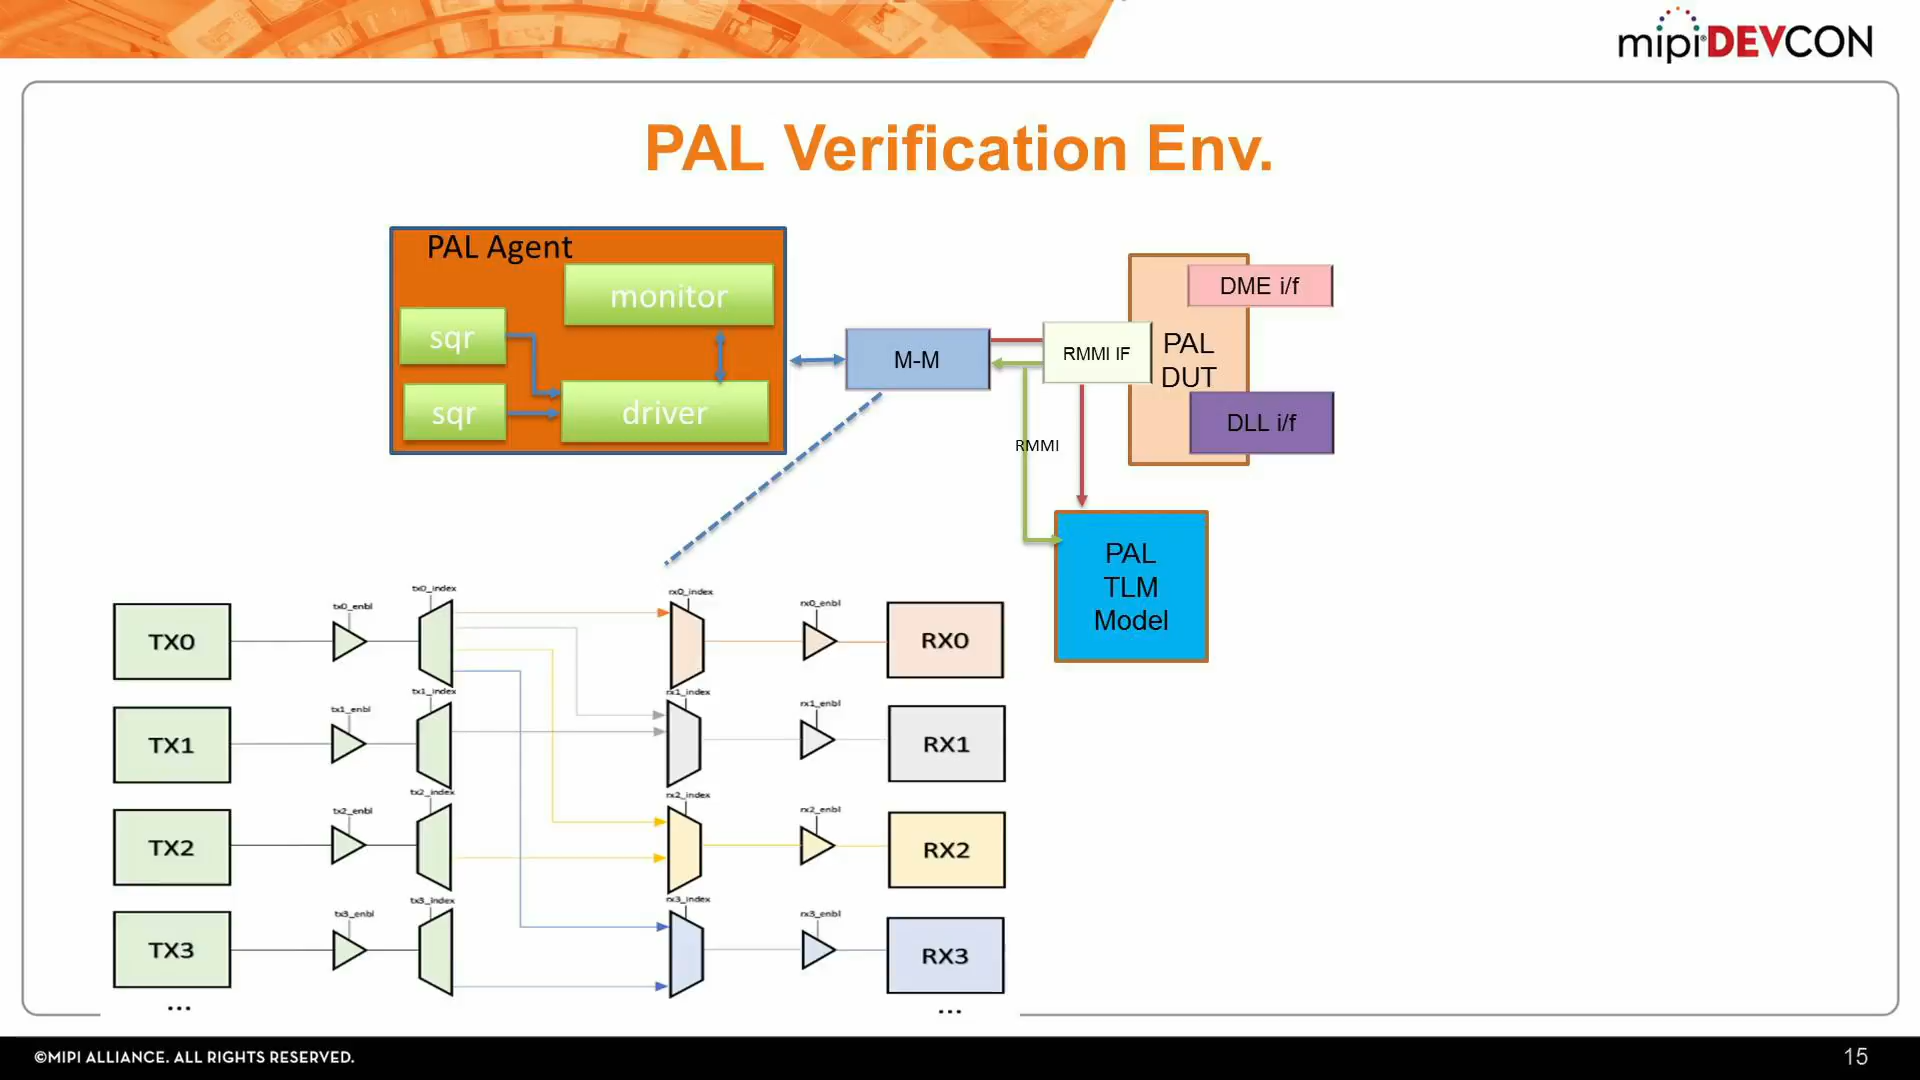 mipi DEVCON
PAL Verification Env.
PAL Agent
monitor
sqr
sqr
driver
M-M
RMMI IF
PAL
DUT
DME i/f
DLL i/f
RMMI
PAL
TLM
Model
TX0
tx0_enbl
tx0_index
rx0_index
rx0_enbl
RX0
TX1
tx1_enbl
tx1_index
rx1_index
rx1_enbl
RX1
TX2
tx2_enbl
tx2_index
rx2_index
rx2_enbl
RX2
TX3
tx3_enbl
tx3_index
rx3_index
rx3_enbl
RX3
...
...
©MIPI ALLIANCE. ALL RIGHTS RESERVED.
15